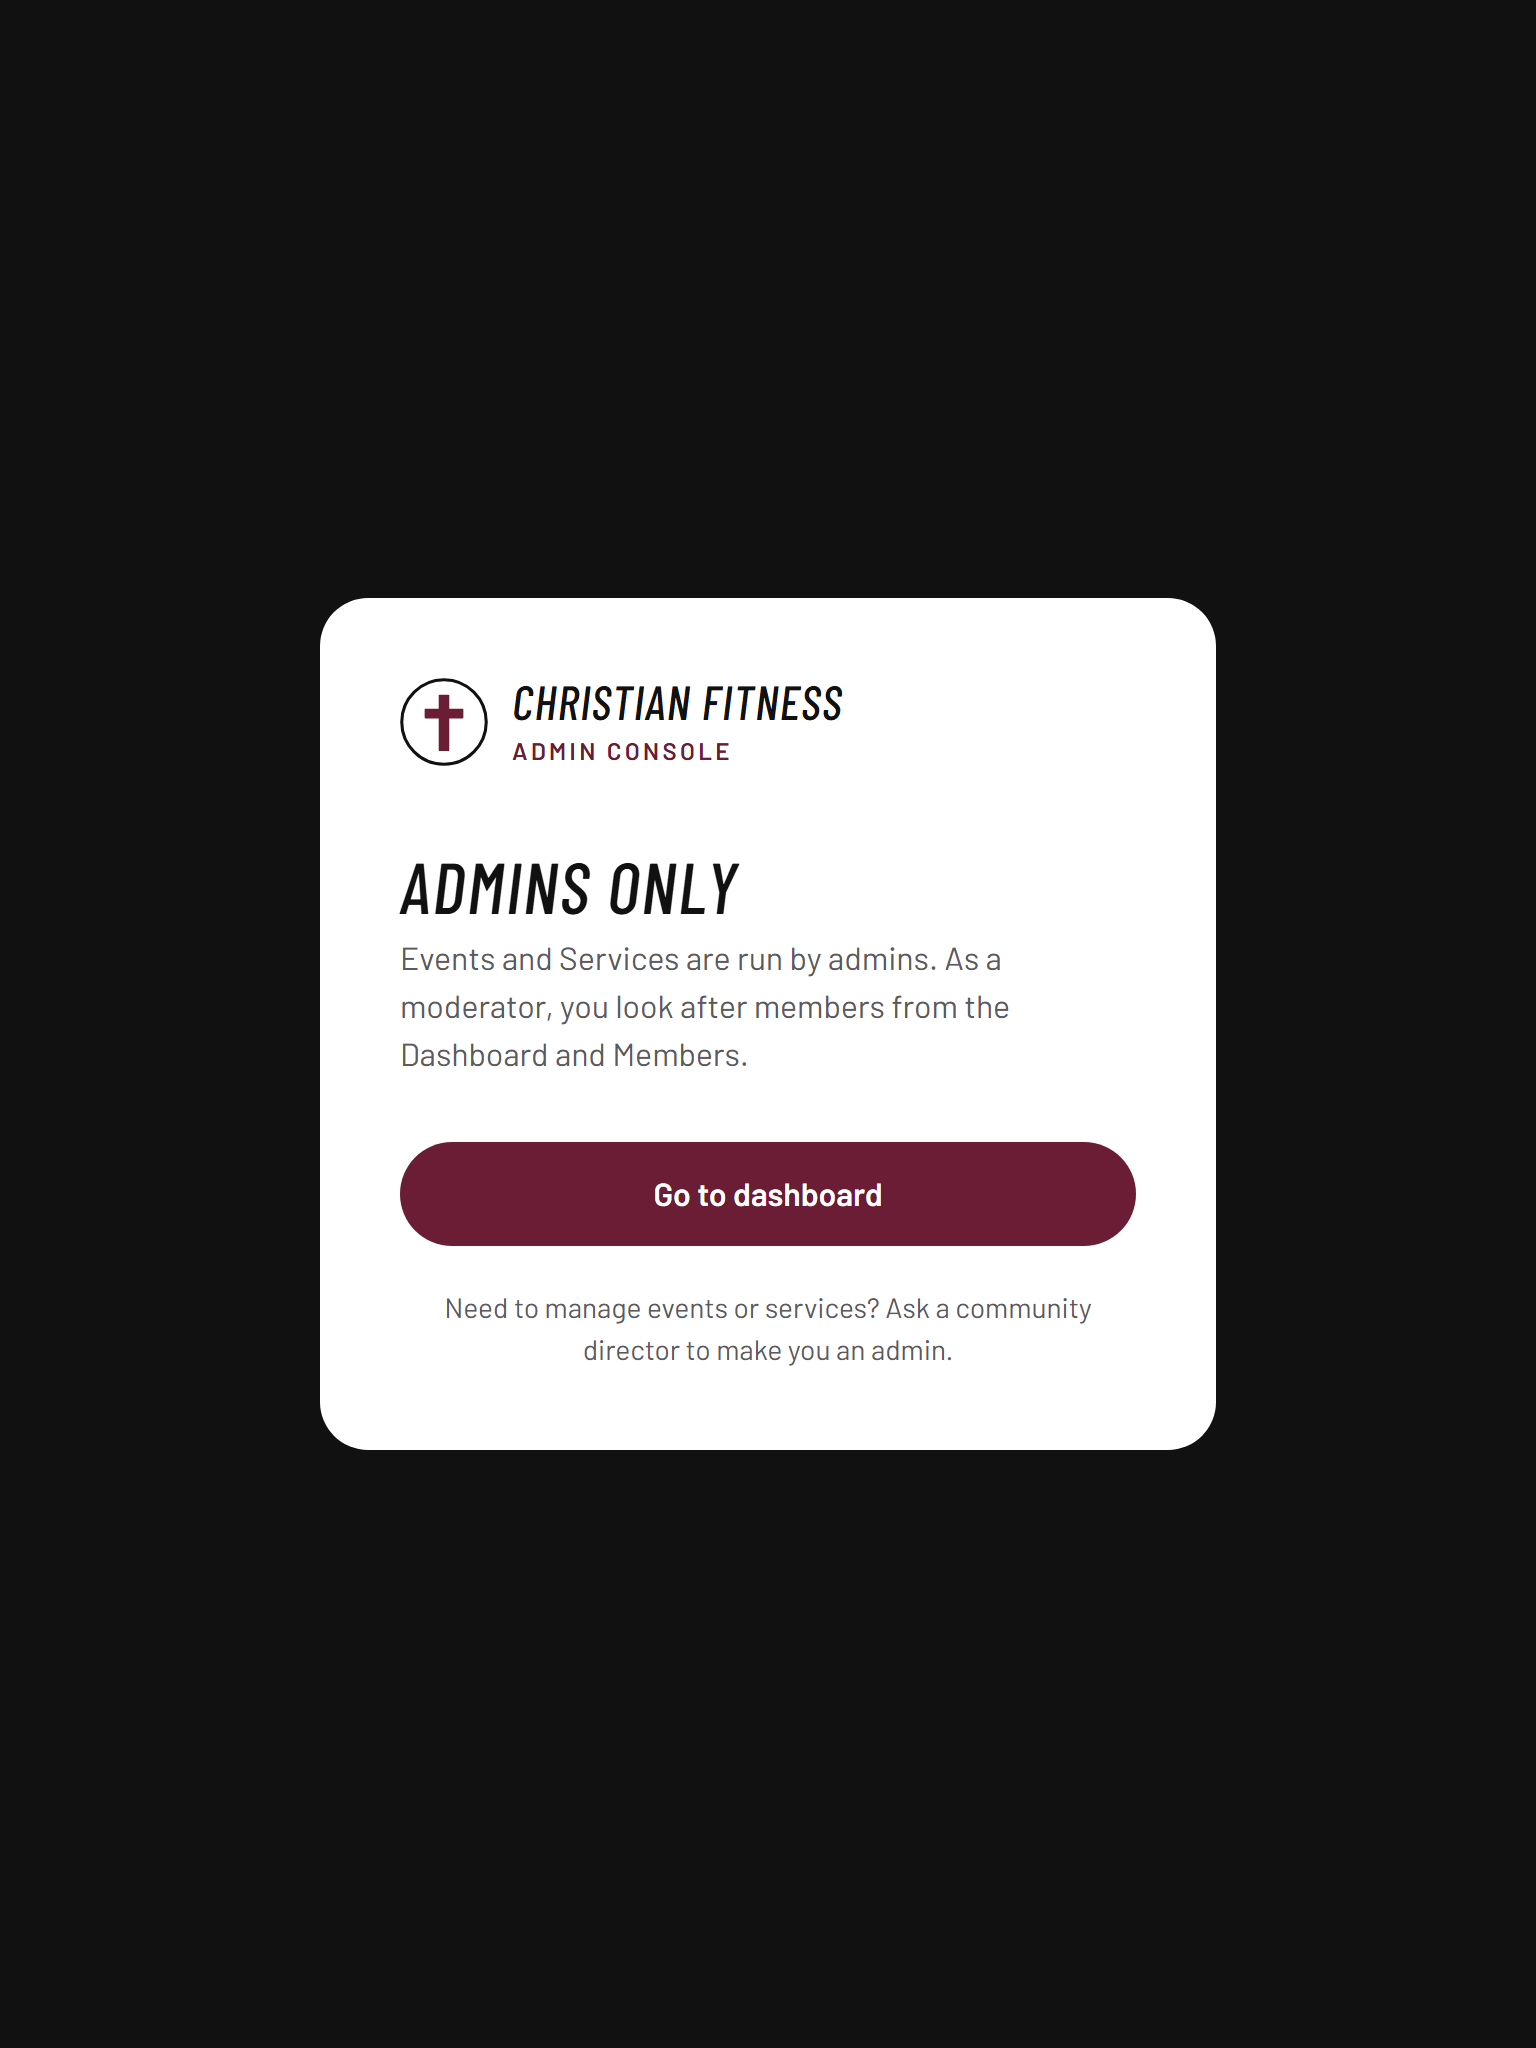 CHRISTIAN FITNESS
ADMIN CONSOLE
ADMINS ONLY
Events and Services are run by admins. As a
moderator, you look after members from the
Dashboard and Members.
Go to dashboard
Need to manage events or services? Ask a community
director to make you an admin.